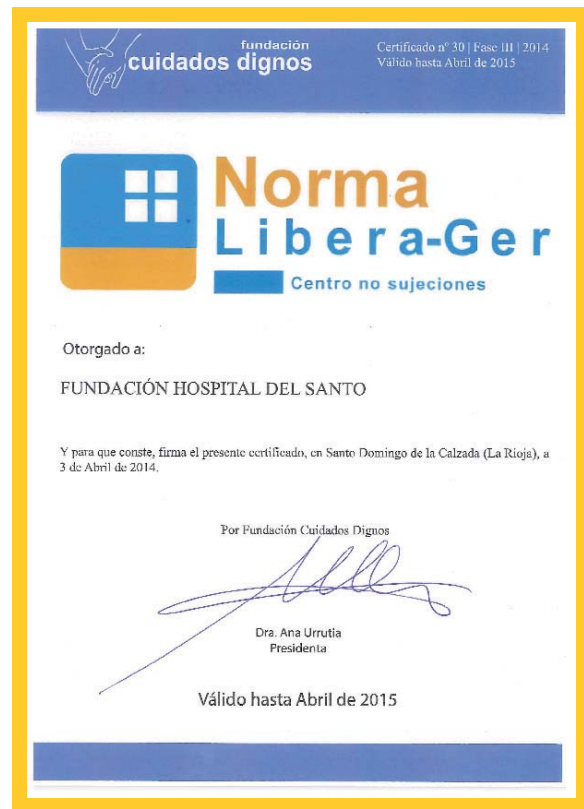 fundación
cuidados dignos
Certificado nº 30 | Fase III | 2014
Válido hasta Abril de 2015
Norma
Libera-Ger
Centro no sujeciones
Otorgado a:
FUNDACIÓN HOSPITAL DEL SANTO
Y para que conste, firma el presente certificado, en Santo Domingo de la Calzada (La Rioja), a
3 de Abril de 2014.
Por Fundación Cuidados Dignos
Dra. Ana Urrutia
Presidenta
Válido hasta Abril de 2015